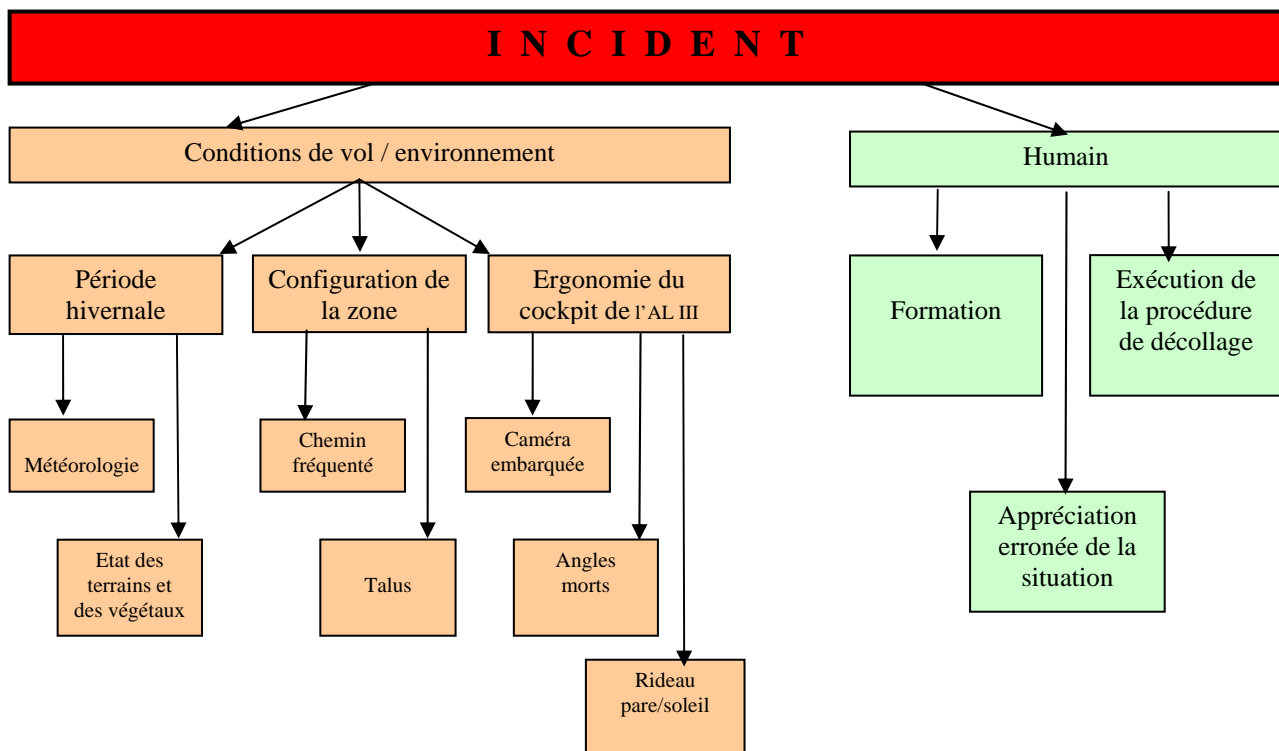 I N C I D E N T
Conditions de vol / environnement
Humain
Période
hivernale
Configuration de
la zone
Ergonomie du
cockpit de l'AL III
Formation
Exécution de
la procédure
de décollage
Météorologie
Chemin
fréquenté
Caméra
embarquée
Appréciation
erronée de la
situation
Etat des
terrains et
des végétaux
Talus
Angles
morts
Rideau
pare/soleil